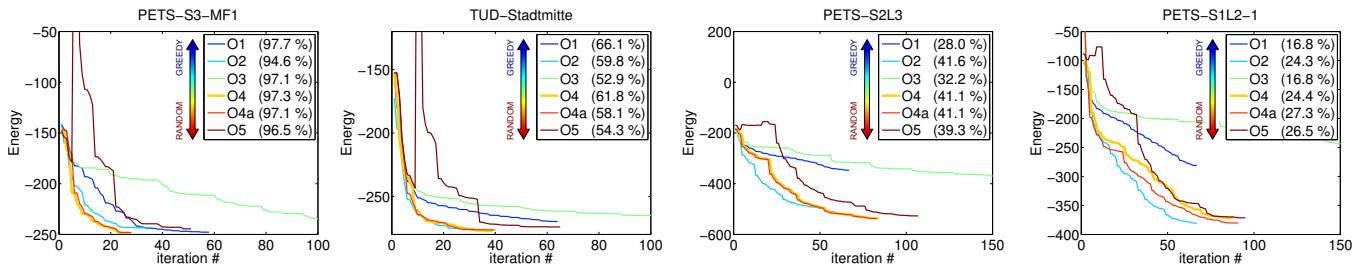 PETS-S3-MF1
-50
-100
-150
-200
-250
0 20 40 60 80 100
Energy
iteration #
GREEDY
RANDOM
O1 (97.7 %)
O2 (94.6 %)
O3 (97.1 %)
O4 (97.3 %)
O4a (97.1 %)
O5 (96.5 %)
TUD-Stadtmitte
-150
-200
-250
0 20 40 60 80 100
Energy
iteration #
GREEDY
RANDOM
O1 (66.1 %)
O2 (59.8 %)
O3 (52.9 %)
O4 (61.8 %)
O4a (58.1 %)
O5 (54.3 %)
PETS-S2L3
200
0
-200
-400
-600
0 50 100 150
Energy
iteration #
GREEDY
RANDOM
O1 (28.0 %)
O2 (41.6 %)
O3 (32.2 %)
O4 (41.1 %)
O4a (41.1 %)
O5 (39.3 %)
PETS-S1L2-1
-50
-100
-150
-200
-250
-300
-350
-400
0 50 100 150
Energy
iteration #
GREEDY
RANDOM
O1 (16.8 %)
O2 (24.3 %)
O3 (16.8 %)
O4 (24.4 %)
O4a (27.3 %)
O5 (26.5 %)